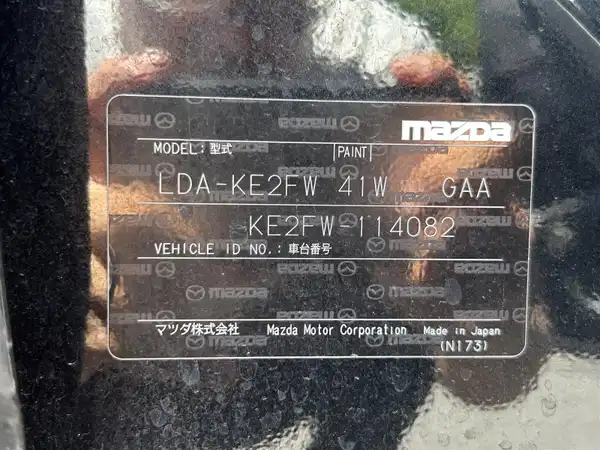 mazda
MODEL:型式 PAINT
LDA-KE2FW 41W GAA
KE2FW-114082
VEHICLE ID NO.:車台番号
マツダ株式会社 Mazda Motor Corporation Made in Japan
(N173)